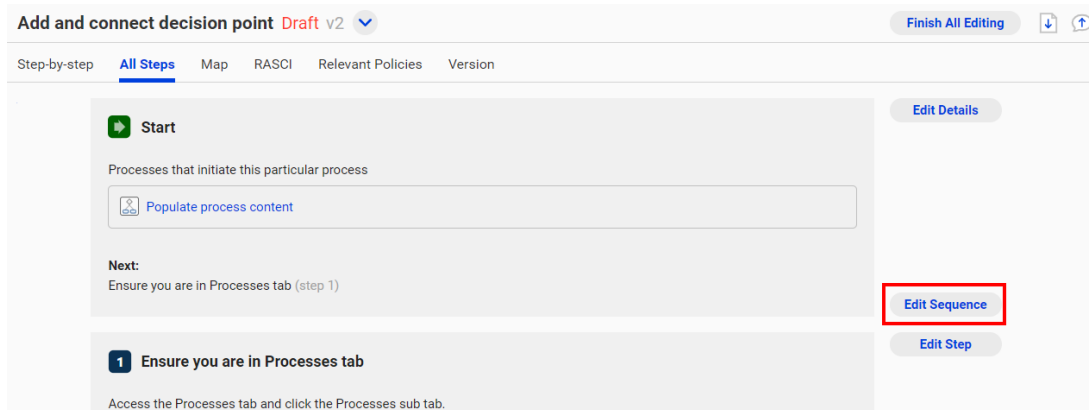 Add and connect decision point Draft v2
Finish All Editing
Step-by-step All Steps Map RASCI Relevant Policies Version
Edit Details
Start
Processes that initiate this particular process
Populate process content
Next:
Ensure you are in Processes tab (step 1)
Edit Sequence
Edit Step
1 Ensure you are in Processes tab
Access the Processes tab and click the Processes sub tab.